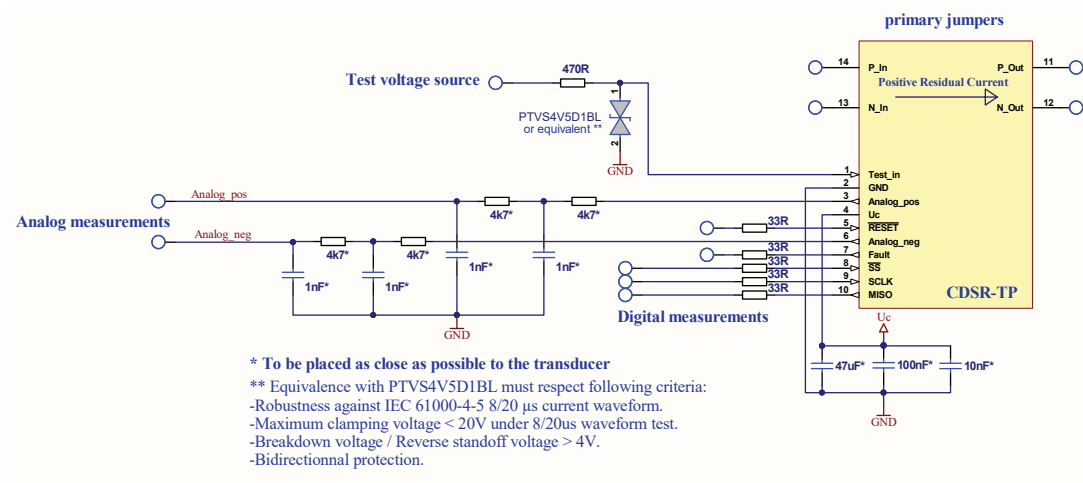 primary jumpers
Test voltage source
470R
PTVS4V5D1BL
or equivalent **
1
2
GND
14
P_In
P_Out
11
Positive Residual Current
13
N_In
N_Out
12
1
Test_in
2
GND
3
Analog_pos
4
Uc
5
RESET
6
Analog_neg
7
Fault
8
SS
9
SCLK
10
MISO
CDSR-TP
Analog measurements
Analog_pos
4k7*
4k7*
Analog_neg
4k7*
4k7*
1nF*
1nF*
1nF*
1nF*
GND
33R
33R
33R
33R
33R
Digital measurements
Uc
47uF*
100nF*
10nF*
GND
* To be placed as close as possible to the transducer
** Equivalence with PTVS4V5D1BL must respect following criteria:
-Robustness against IEC 61000-4-5 8/20 µs current waveform.
-Maximum clamping voltage < 20V under 8/20us waveform test.
-Breakdown voltage / Reverse standoff voltage > 4V.
-Bidirectionnal protection.